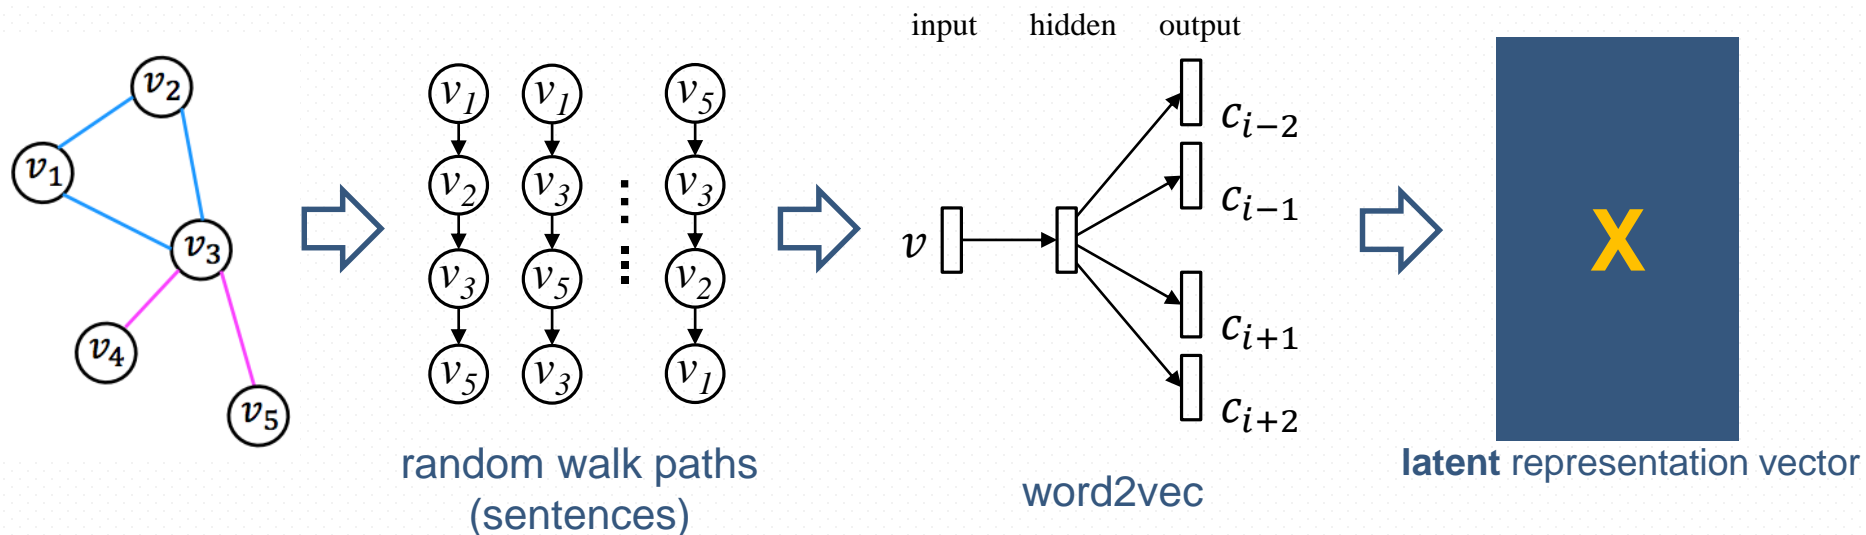 v₂
v₁
v₃
v₄
v₅
v₁ v₁ v₅
v₂ v₃ v₃
v₃ v₅ v₂
v₅ v₃ v₁
random walk paths
(sentences)
input hidden output
v
cᵢ₋₂
cᵢ₋₁
cᵢ₊₁
cᵢ₊₂
word2vec
X
latent representation vector